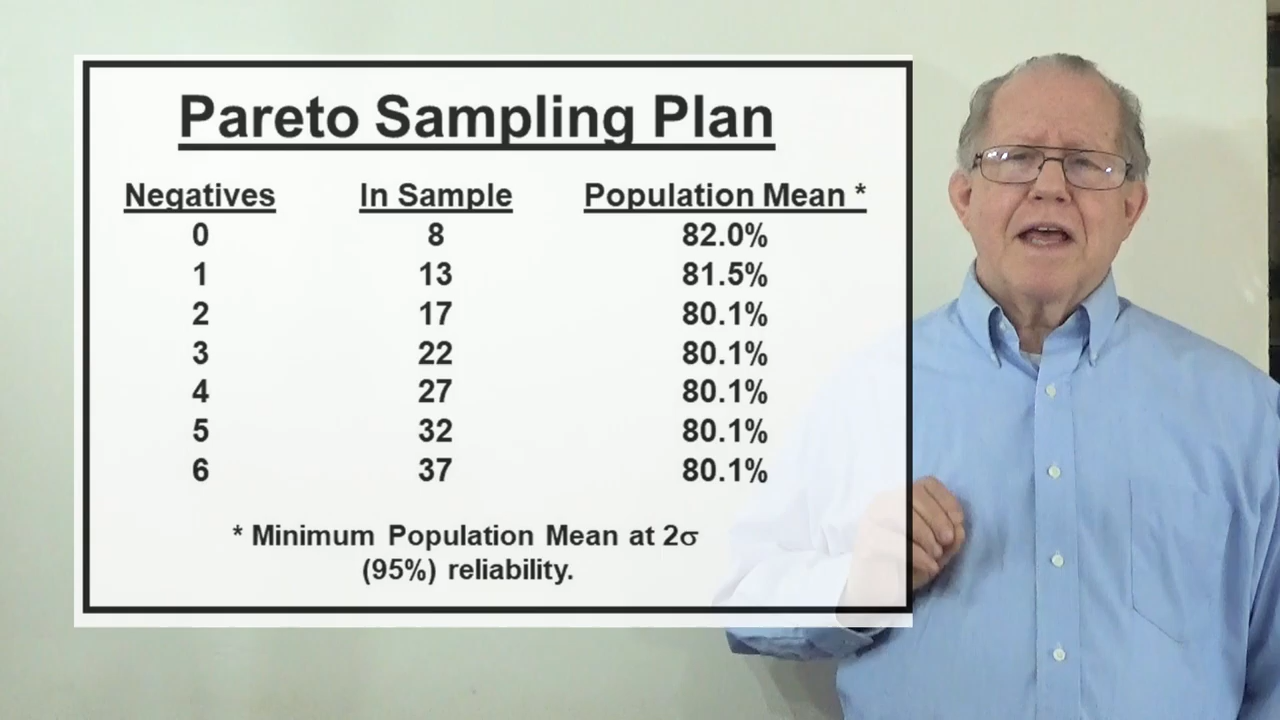 Pareto Sampling Plan
Negatives In Sample Population Mean *
0 8 82.0%
1 13 81.5%
2 17 80.1%
3 22 80.1%
4 27 80.1%
5 32 80.1%
6 37 80.1%
* Minimum Population Mean at 2σ
(95%) reliability.